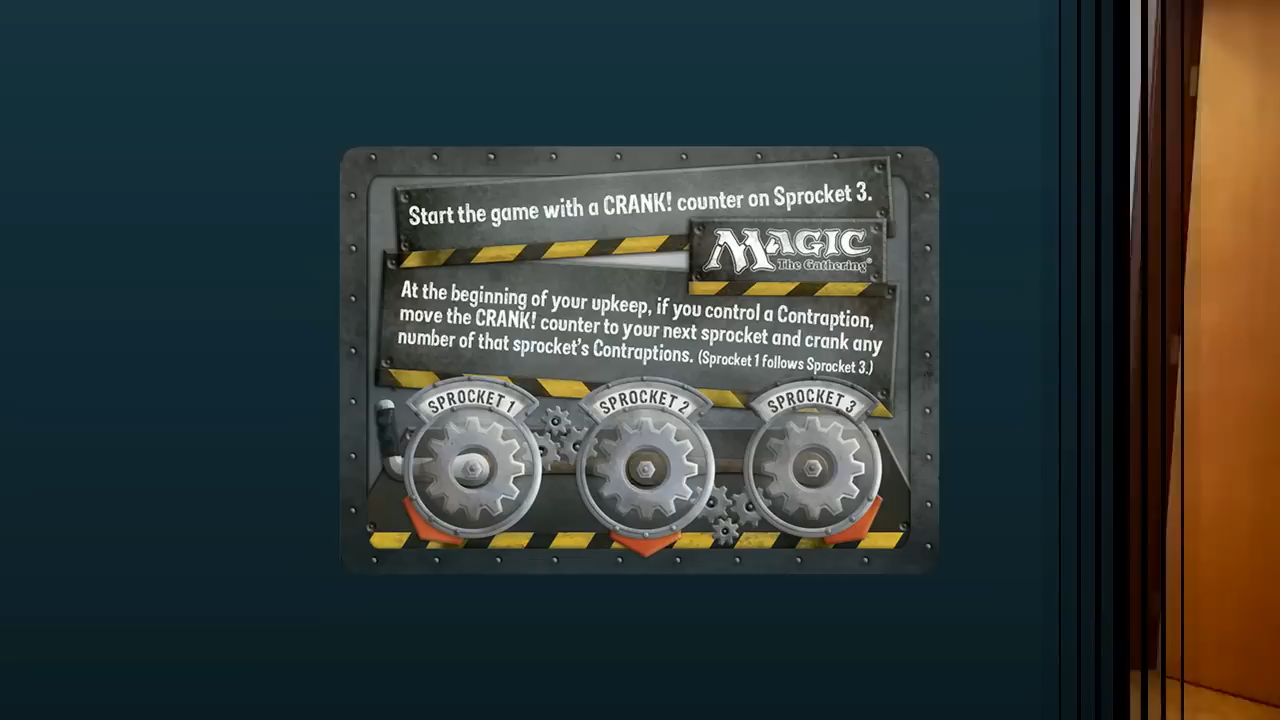 Start the game with a CRANK! counter on Sprocket 3.
MAGIC
The Gathering®
At the beginning of your upkeep, if you control a Contraption,
move the CRANK! counter to your next sprocket and crank any
number of that sprocket's Contraptions. (Sprocket 1 follows Sprocket 3.)
SPROCKET 1
SPROCKET 2
SPROCKET 3